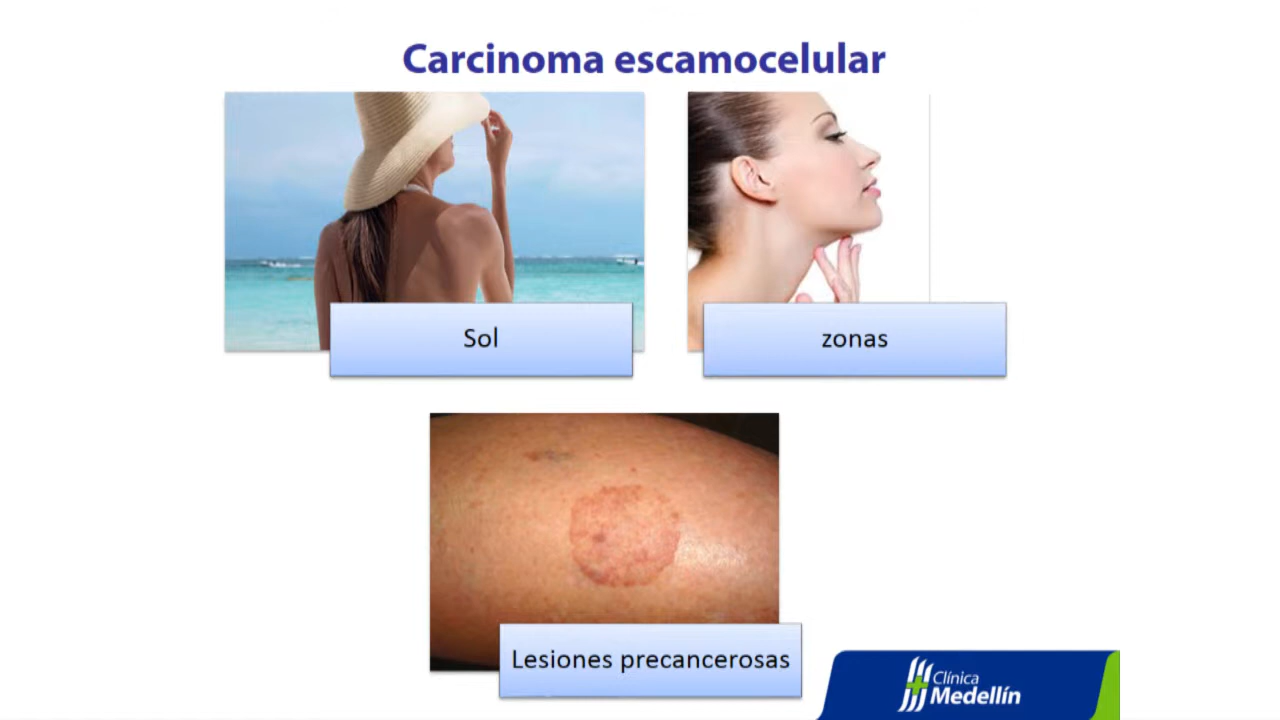 Carcinoma escamocelular
Sol
zonas
Lesiones precancerosas
Clínica
Medellín